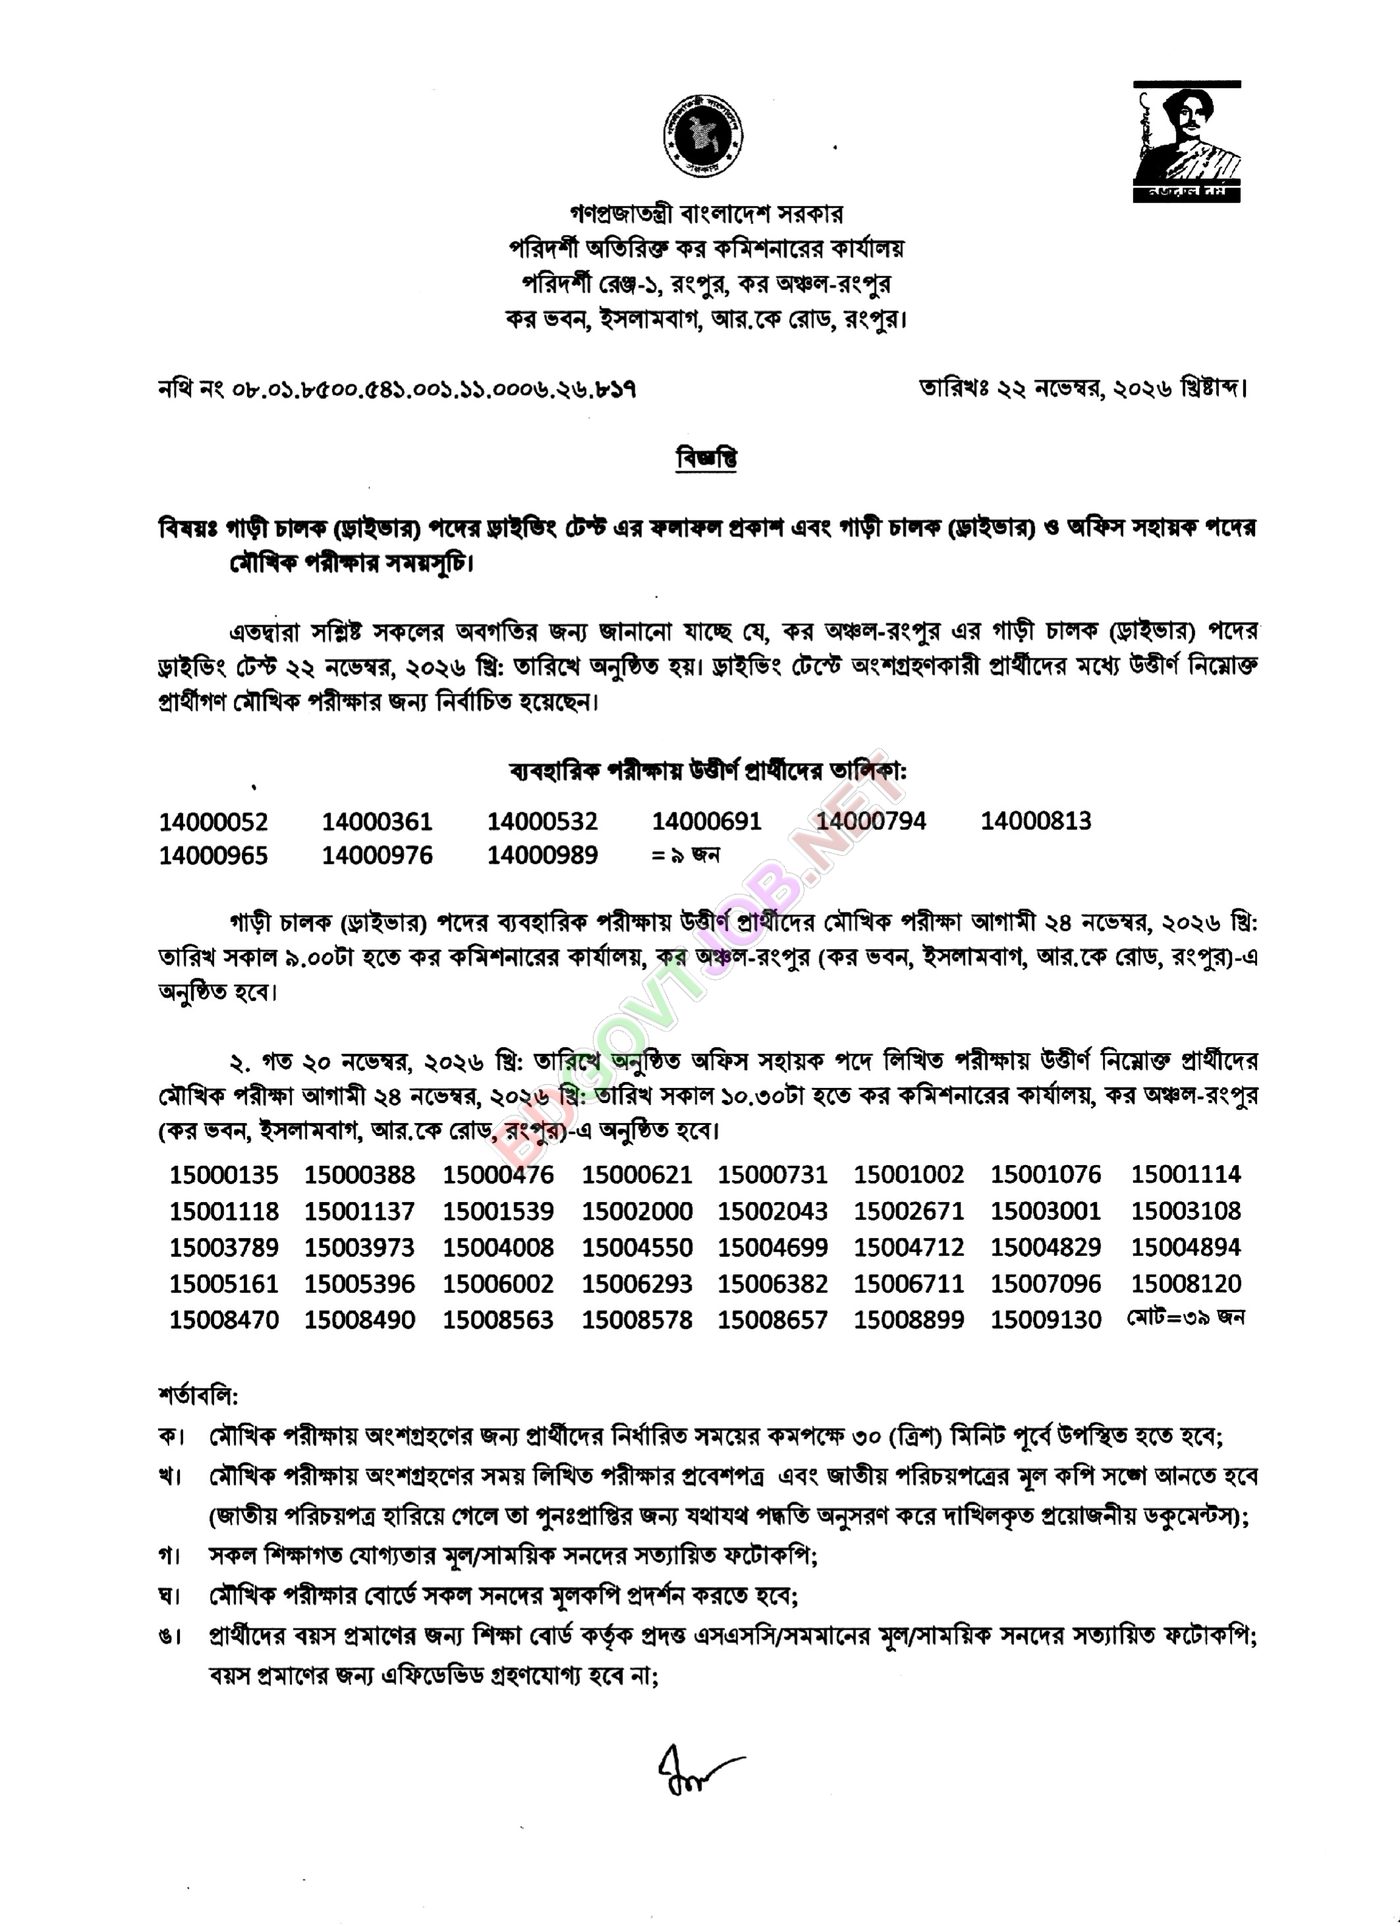 গণপ্রজাতন্ত্রী বাংলাদেশ সরকার
পরিদর্শী অতিরিক্ত কর কমিশনারের কার্যালয়
পরিদর্শী রেঞ্জ-১, রংপুর, কর অঞ্চল-রংপুর
কর ভবন, ইসলামবাগ, আর.কে রোড, রংপুর।
নথি নং ০৮.০১.৮৫০০.৫৪১.০০১.১১.০০০৬.২৬.৮১৭ তারিখঃ ২২ নভেম্বর, ২০২৬ খ্রিষ্টাব্দ।
বিজ্ঞপ্তি
বিষয়ঃ গাড়ী চালক (ড্রাইভার) পদের ড্রাইভিং টেস্ট এর ফলাফল প্রকাশ এবং গাড়ী চালক (ড্রাইভার) ও অফিস সহায়ক পদের
মৌখিক পরীক্ষার সময়সূচি।
এতদ্বারা সশ্লিষ্ট সকলের অবগতির জন্য জানানো যাচ্ছে যে, কর অঞ্চল-রংপুর এর গাড়ী চালক (ড্রাইভার) পদের
ড্রাইভিং টেস্ট ২২ নভেম্বর, ২০২৬ খ্রি: তারিখে অনুষ্ঠিত হয়। ড্রাইভিং টেস্টে অংশগ্রহণকারী প্রার্থীদের মধ্যে উত্তীর্ণ নিম্নোক্ত
প্রার্থীগণ মৌখিক পরীক্ষার জন্য নির্বাচিত হয়েছেন।
ব্যবহারিক পরীক্ষায় উত্তীর্ণ প্রার্থীদের তালিকা:
14000052 14000361 14000532 14000691 14000794 14000813
14000965 14000976 14000989 = ৯ জন
গাড়ী চালক (ড্রাইভার) পদের ব্যবহারিক পরীক্ষায় উত্তীর্ণ প্রার্থীদের মৌখিক পরীক্ষা আগামী ২৪ নভেম্বর, ২০২৬ খ্রি:
তারিখ সকাল ৯.০০টা হতে কর কমিশনারের কার্যালয়, কর অঞ্চল-রংপুর (কর ভবন, ইসলামবাগ, আর.কে রোড, রংপুর)-এ
অনুষ্ঠিত হবে।
২. গত ২০ নভেম্বর, ২০২৬ খ্রি: তারিখে অনুষ্ঠিত অফিস সহায়ক পদে লিখিত পরীক্ষায় উত্তীর্ণ নিম্নোক্ত প্রার্থীদের
মৌখিক পরীক্ষা আগামী ২৪ নভেম্বর, ২০২৬ খ্রি: তারিখ সকাল ১০.৩০টা হতে কর কমিশনারের কার্যালয়, কর অঞ্চল-রংপুর
(কর ভবন, ইসলামবাগ, আর.কে রোড, রংপুর)-এ অনুষ্ঠিত হবে।
15000135 15000388 15000476 15000621 15000731 15001002 15001076 15001114
15001118 15001137 15001539 15002000 15002043 15002671 15003001 15003108
15003789 15003973 15004008 15004550 15004699 15004712 15004829 15004894
15005161 15005396 15006002 15006293 15006382 15006711 15007096 15008120
15008470 15008490 15008563 15008578 15008657 15008899 15009130 মোট=৩৯ জন
শর্তাবলি:
ক। মৌখিক পরীক্ষায় অংশগ্রহণের জন্য প্রার্থীদের নির্ধারিত সময়ের কমপক্ষে ৩০ (ত্রিশ) মিনিট পূর্বে উপস্থিত হতে হবে;
খ। মৌখিক পরীক্ষায় অংশগ্রহণের সময় লিখিত পরীক্ষার প্রবেশপত্র এবং জাতীয় পরিচয়পত্রের মূল কপি সঙ্গে আনতে হবে
(জাতীয় পরিচয়পত্র হারিয়ে গেলে তা পুনঃপ্রাপ্তির জন্য যথাযথ পদ্ধতি অনুসরণ করে দাখিলকৃত প্রয়োজনীয় ডকুমেন্টস);
গ। সকল শিক্ষাগত যোগ্যতার মূল/সাময়িক সনদের সত্যায়িত ফটোকপি;
ঘ। মৌখিক পরীক্ষার বোর্ডে সকল সনদের মূলকপি প্রদর্শন করতে হবে;
ঙ। প্রার্থীদের বয়স প্রমাণের জন্য শিক্ষা বোর্ড কর্তৃক প্রদত্ত এসএসসি/সমমানের মূল/সাময়িক সনদের সত্যায়িত ফটোকপি;
বয়স প্রমাণের জন্য এফিডেভিড গ্রহণযোগ্য হবে না;
BDGOVTJOB.NET